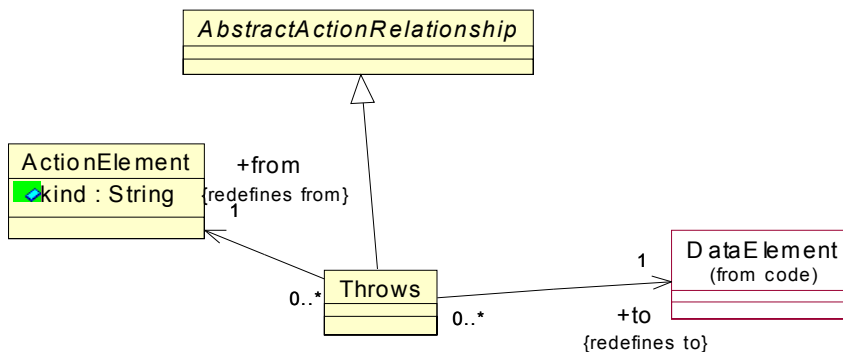 AbstractActionRelationship
ActionElement
kind : String
+from
{redefines from}
1
0..*
Throws
0..*
1
DataElement
(from code)
+to
{redefines to}